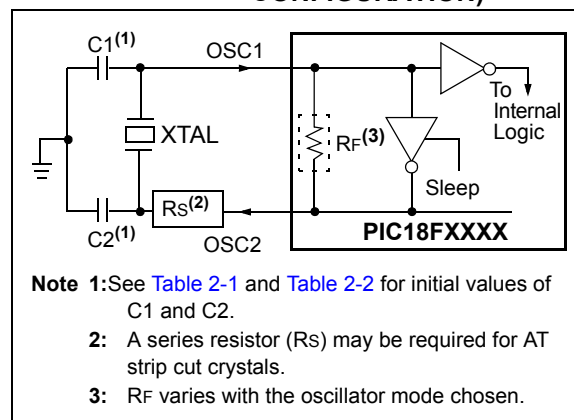 CONFIGURATION)
C1(1)
OSC1
To
Internal
Logic
XTAL
RF(3)
Sleep
RS(2)
C2(1)
OSC2
PIC18FXXXX
Note 1:See Table 2-1 and Table 2-2 for initial values of
C1 and C2.
2: A series resistor (RS) may be required for AT
strip cut crystals.
3: RF varies with the oscillator mode chosen.